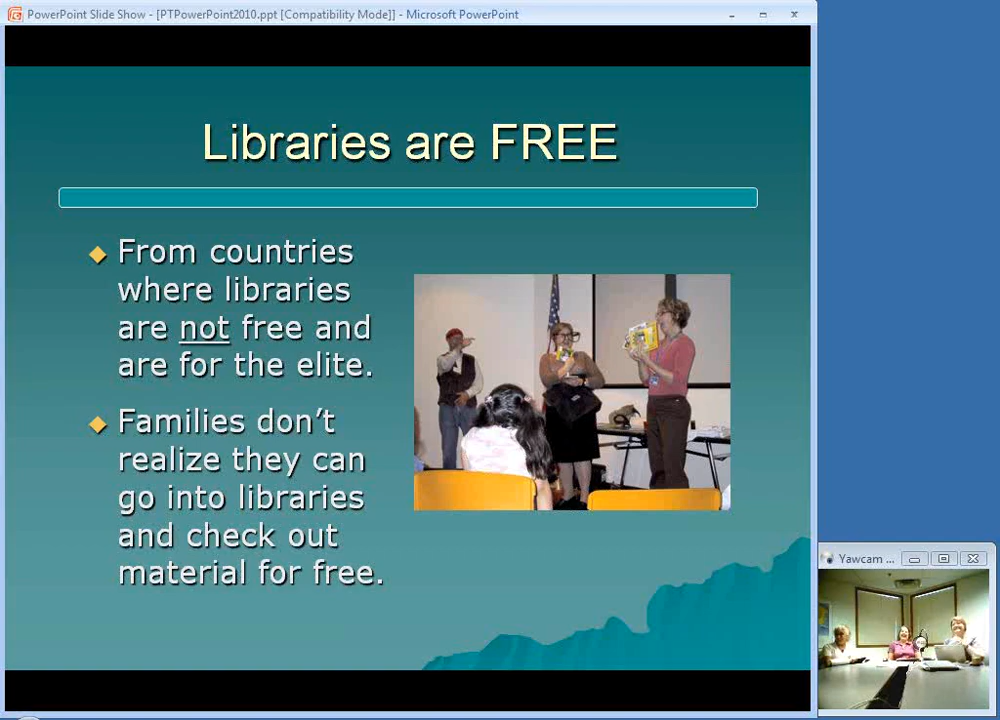 PowerPoint Slide Show - [PTPowerPoint2010.ppt [Compatibility Mode]] - Microsoft PowerPoint
Libraries are FREE
From countries
where libraries
are not free and
are for the elite.
Families don’t
realize they can
go into libraries
and check out
material for free.
Yawcam ...